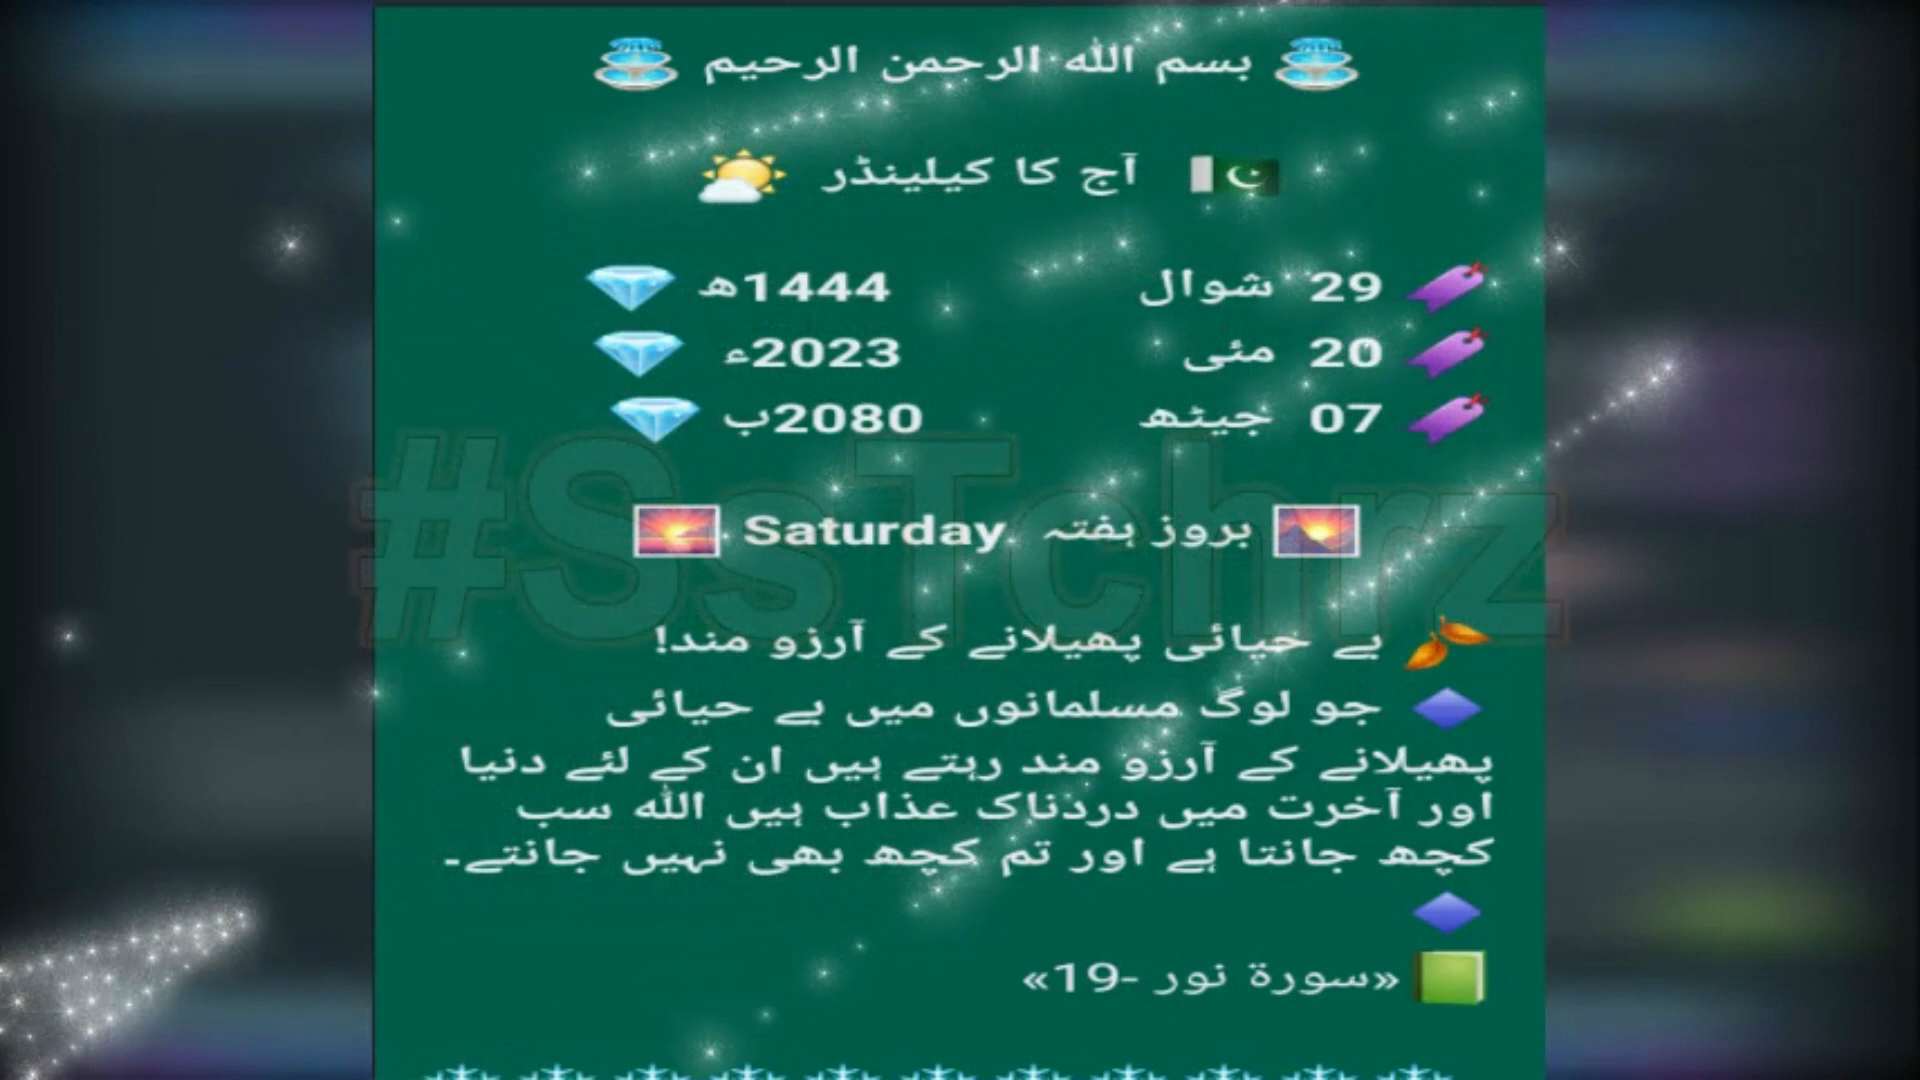 بسم اللہ الرحمن الرحیم
آج کا کیلینڈر
29 شوال 1444ھ
20 مئی 2023ء
07 جیٹھ 2080ب
بروز ہفتہ Saturday
#SsTchrz
بے حیائی پھیلانے کے آرزو مند!
جو لوگ مسلمانوں میں بے حیائی
پھیلانے کے آرزو مند رہتے ہیں ان کے لئے دنیا
اور آخرت میں دردناک عذاب ہیں اللہ سب
کچھ جانتا ہے اور تم کچھ بھی نہیں جانتے۔
«سورة نور -19»